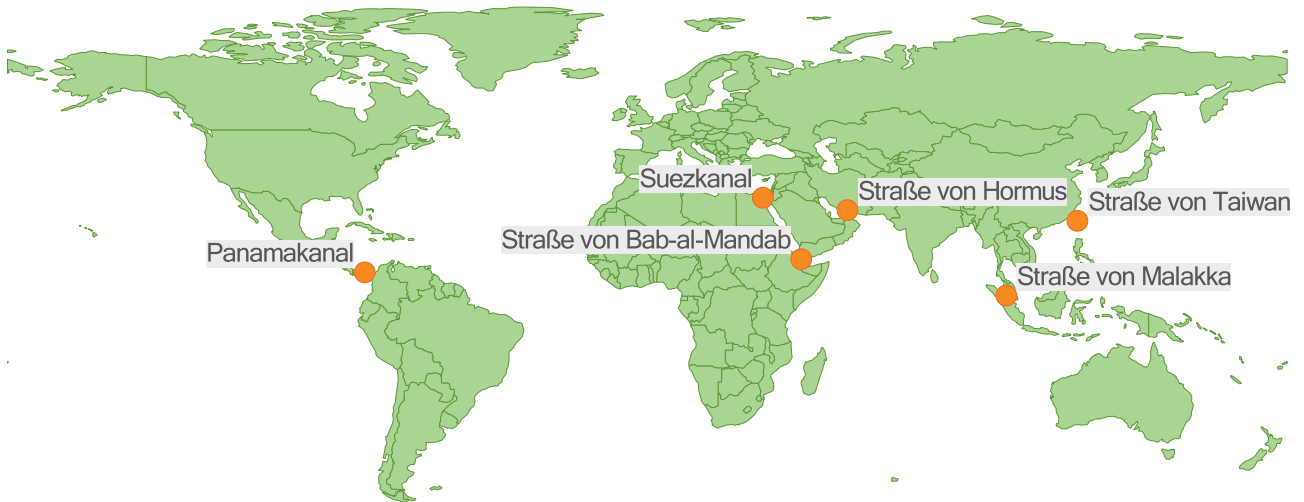 Suezkanal
Straße von Hormus
Straße von Taiwan
Straße von Bab-al-Mandab
Panamakanal
Straße von Malakka